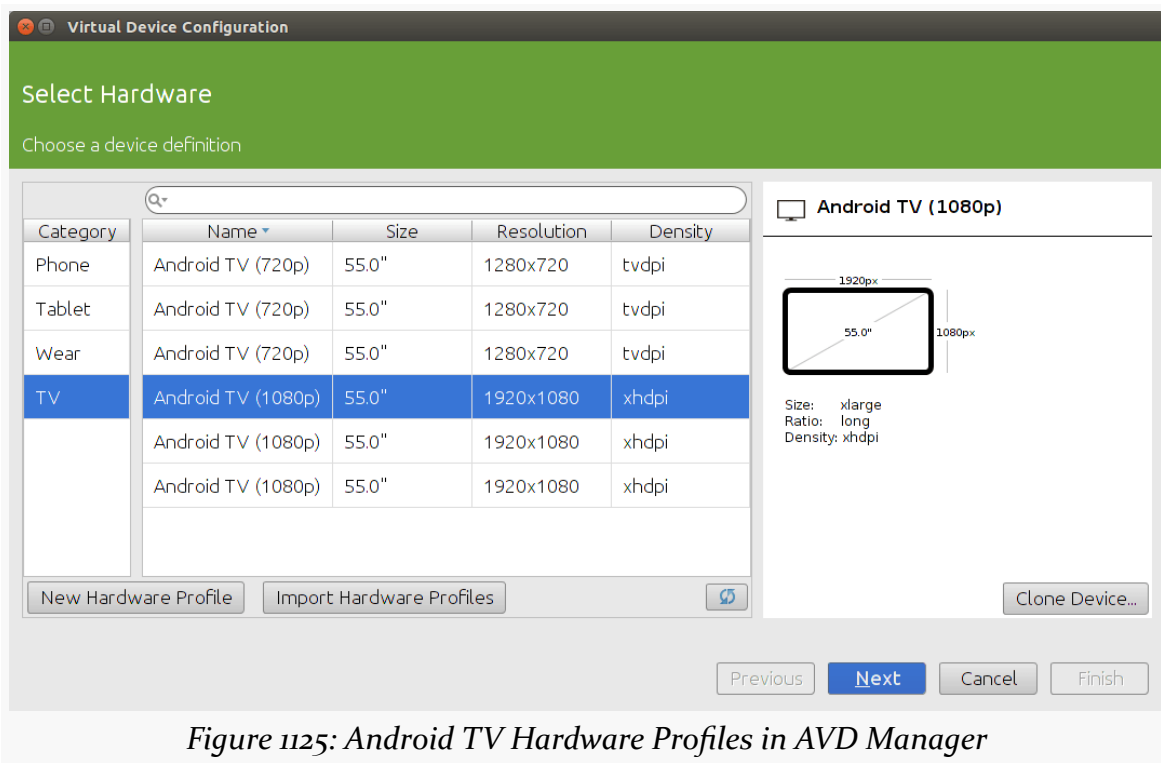 Virtual Device Configuration
Select Hardware
Choose a device definition
Category Name Size Resolution Density
Phone Android TV (720p) 55.0" 1280x720 tvdpi
Tablet Android TV (720p) 55.0" 1280x720 tvdpi
Wear Android TV (720p) 55.0" 1280x720 tvdpi
TV Android TV (1080p) 55.0" 1920x1080 xhdpi
Android TV (1080p) 55.0" 1920x1080 xhdpi
Android TV (1080p) 55.0" 1920x1080 xhdpi
New Hardware Profile Import Hardware Profiles
Android TV (1080p)
1920px
55.0" 1080px
Size: xlarge
Ratio: long
Density: xhdpi
Clone Device...
Previous Next Cancel Finish
Figure 1125: Android TV Hardware Profiles in AVD Manager